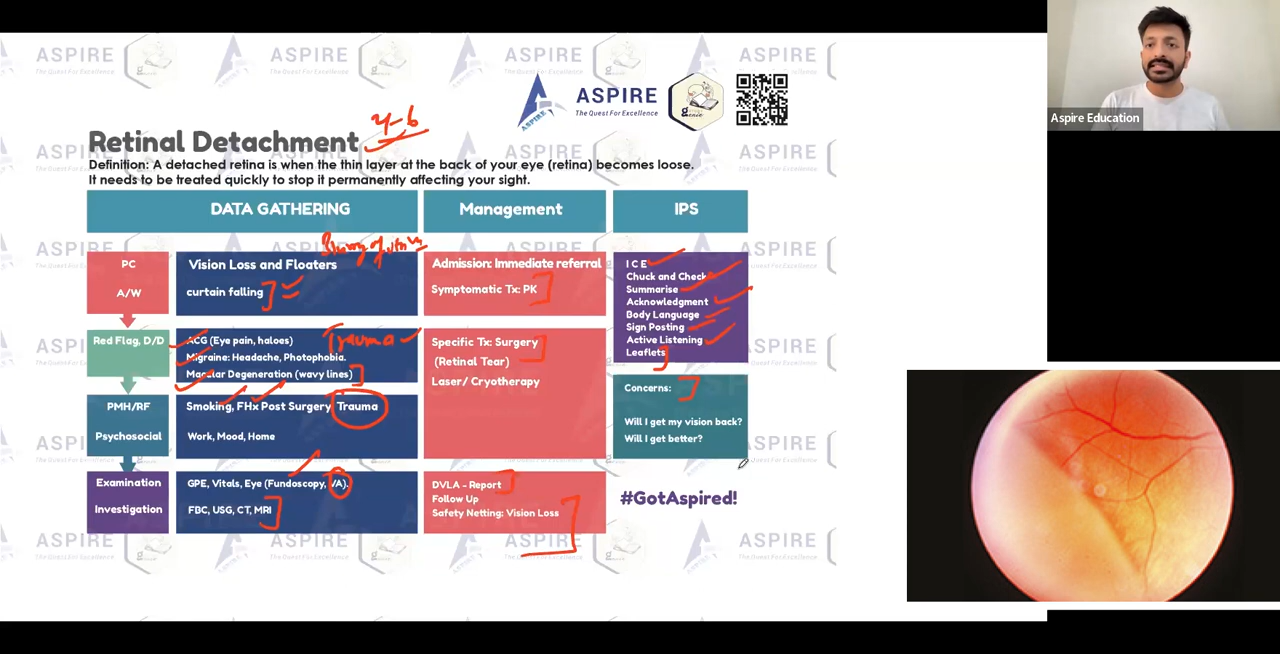 ASPIRE
The Quest For Excellence
ASPIRE
genie
4-6
Retinal Detachment
Definition: A detached retina is when the thin layer at the back of your eye (retina) becomes loose.
It needs to be treated quickly to stop it permanently affecting your sight.
DATA GATHERING
Management
IPS
PC
A/W
Vision Loss and Floaters
curtain falling
Admission: Immediate referral
Symptomatic Tx: PK
I C E
Chuck and Check
Summarise
Acknowledgment
Body Language
Sign Posting
Active Listening
Leaflets
Red Flag, D/D
ACG (Eye pain, haloes)
Trauma
Migraine: Headache, Photophobia.
Macular Degeneration (wavy lines)
Specific Tx: Surgery
(Retinal Tear)
Laser/ Cryotherapy
PMH/RF
Psychosocial
Smoking, FHx Post Surgery, Trauma
Work, Mood, Home
Concerns:
Will I get my vision back?
Will I get better?
Examination
Investigation
GPE, Vitals, Eye (Fundoscopy, VA).
FBC, USG, CT, MRI
DVLA - Report
Follow Up
Safety Netting: Vision Loss
#GotAspired!
Aspire Education